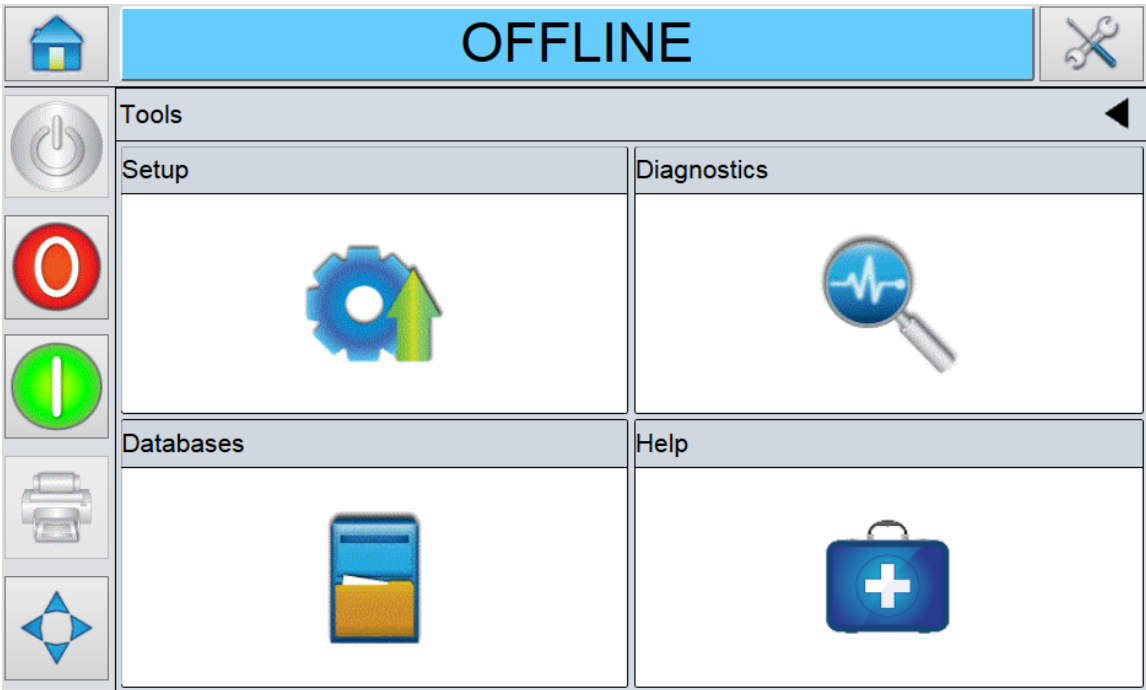 OFFLINE
Tools
Setup
Diagnostics
Databases
Help